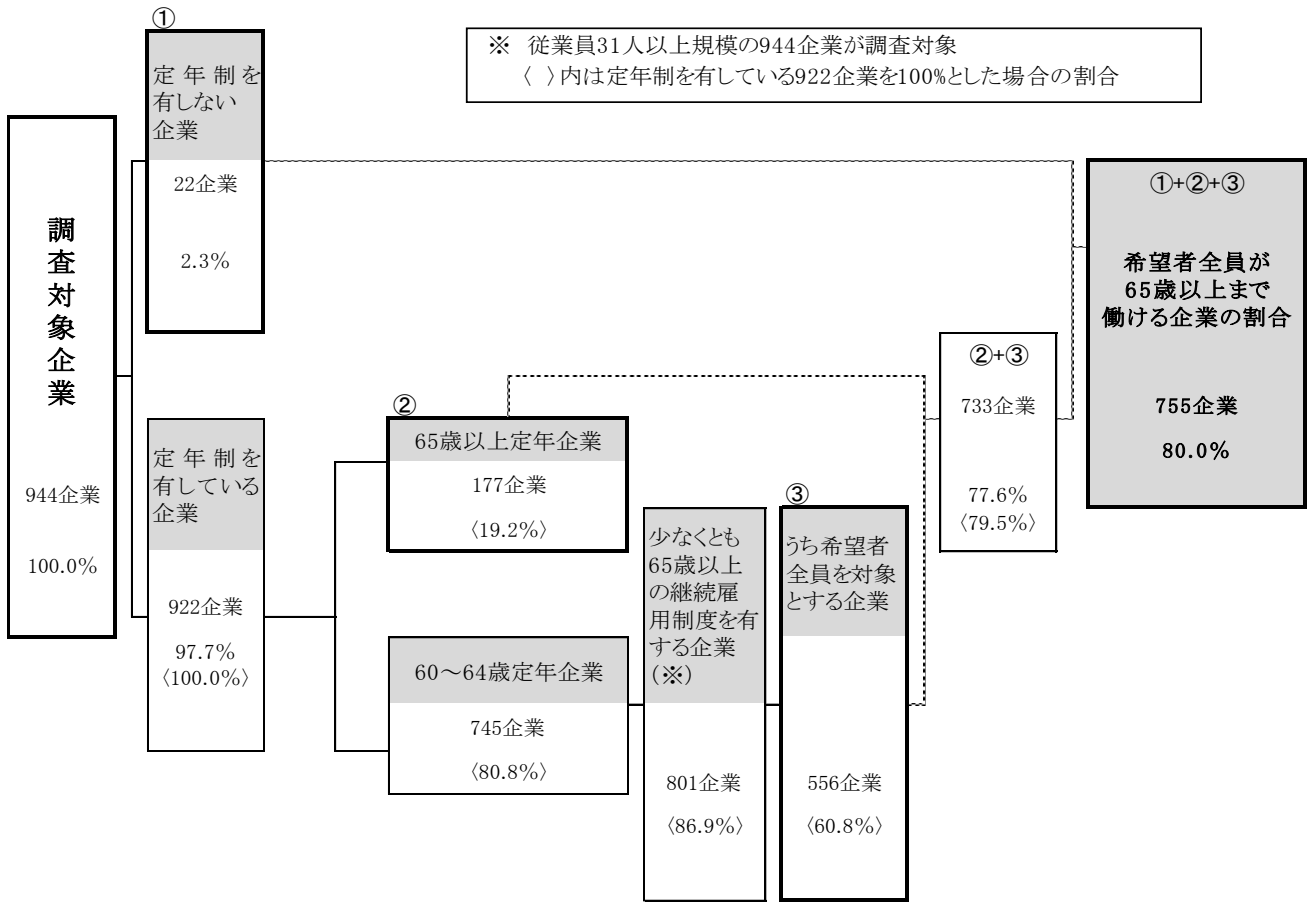 ※ 従業員31人以上規模の944企業が調査対象
〈 〉内は定年制を有している922企業を100%とした場合の割合
調査対象企業
944企業
100.0%
①
定年制を
有しない
企業
22企業
2.3%
定年制を
有している
企業
922企業
97.7%
〈100.0%〉
②
65歳以上定年企業
177企業
〈19.2%〉
60～64歳定年企業
745企業
〈80.8%〉
少なくとも
65歳以上
の継続雇
用制度を有
する企業
(※)
801企業
〈86.9%〉
③
うち希望者
全員を対象
とする企業
556企業
〈60.8%〉
②+③
733企業
77.6%
〈79.5%〉
①+②+③
希望者全員が
65歳以上まで
働ける企業の割合
755企業
80.0%